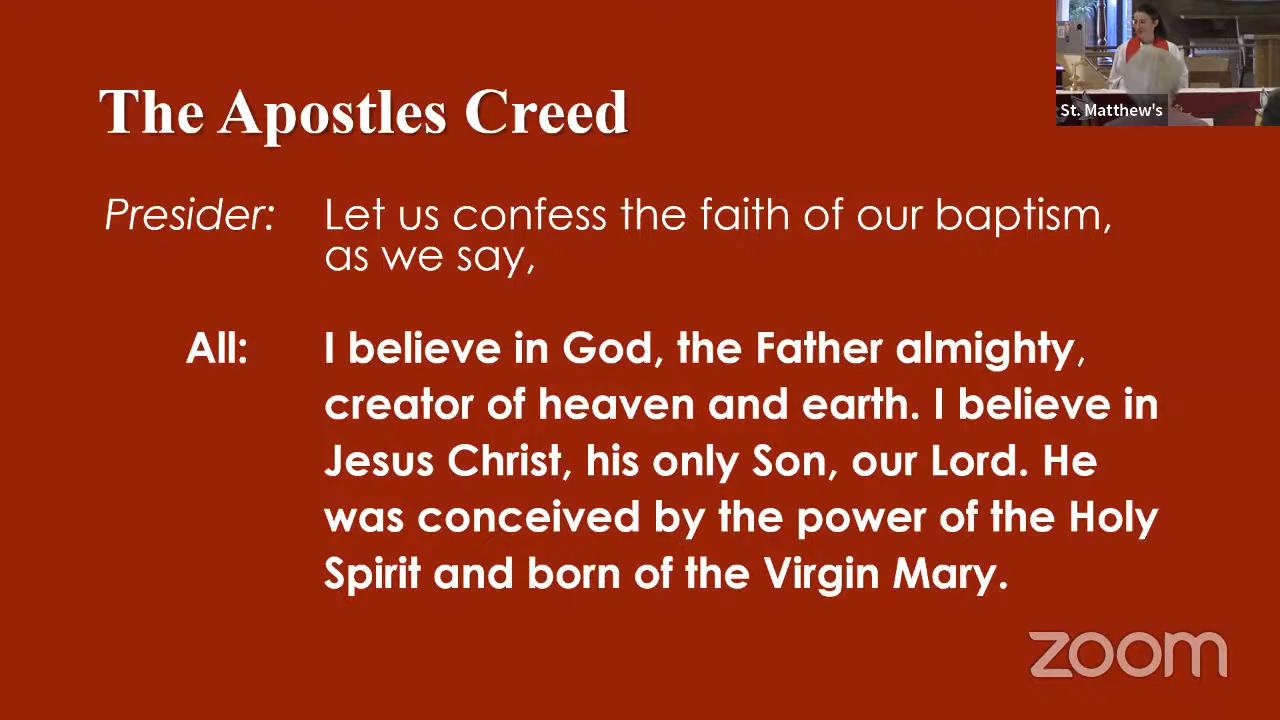 St. Matthew's
The Apostles Creed
Presider: Let us confess the faith of our baptism,
as we say,
All: I believe in God, the Father almighty,
creator of heaven and earth. I believe in
Jesus Christ, his only Son, our Lord. He
was conceived by the power of the Holy
Spirit and born of the Virgin Mary.
zoom